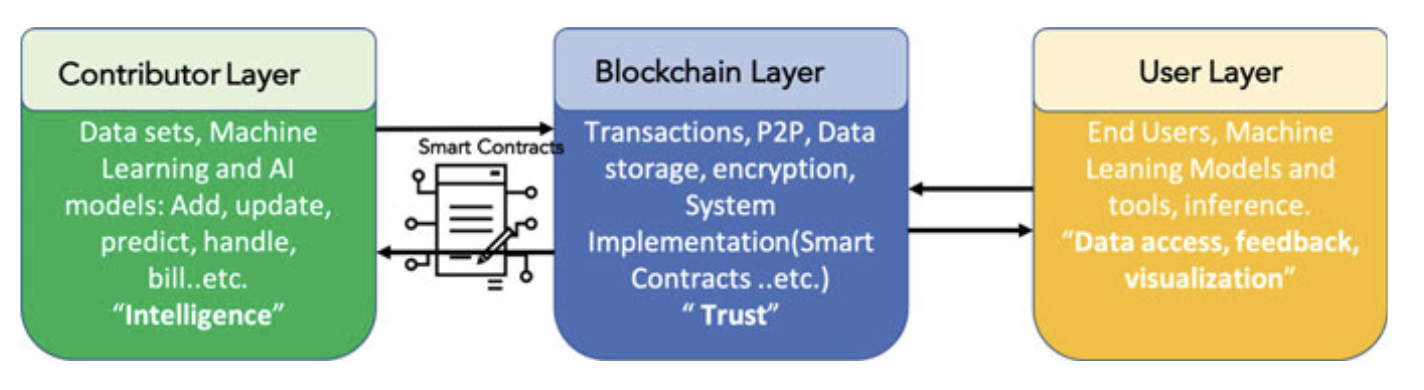 Contributor Layer
Data sets, Machine
Learning and AI
models: Add, update,
predict, handle,
bill..etc.
“Intelligence”
Smart Contracts
Blockchain Layer
Transactions, P2P, Data
storage, encryption,
System
Implementation(Smart
Contracts ..etc.)
“ Trust”
User Layer
End Users, Machine
Leaning Models and
tools, inference.
“Data access, feedback,
visualization”